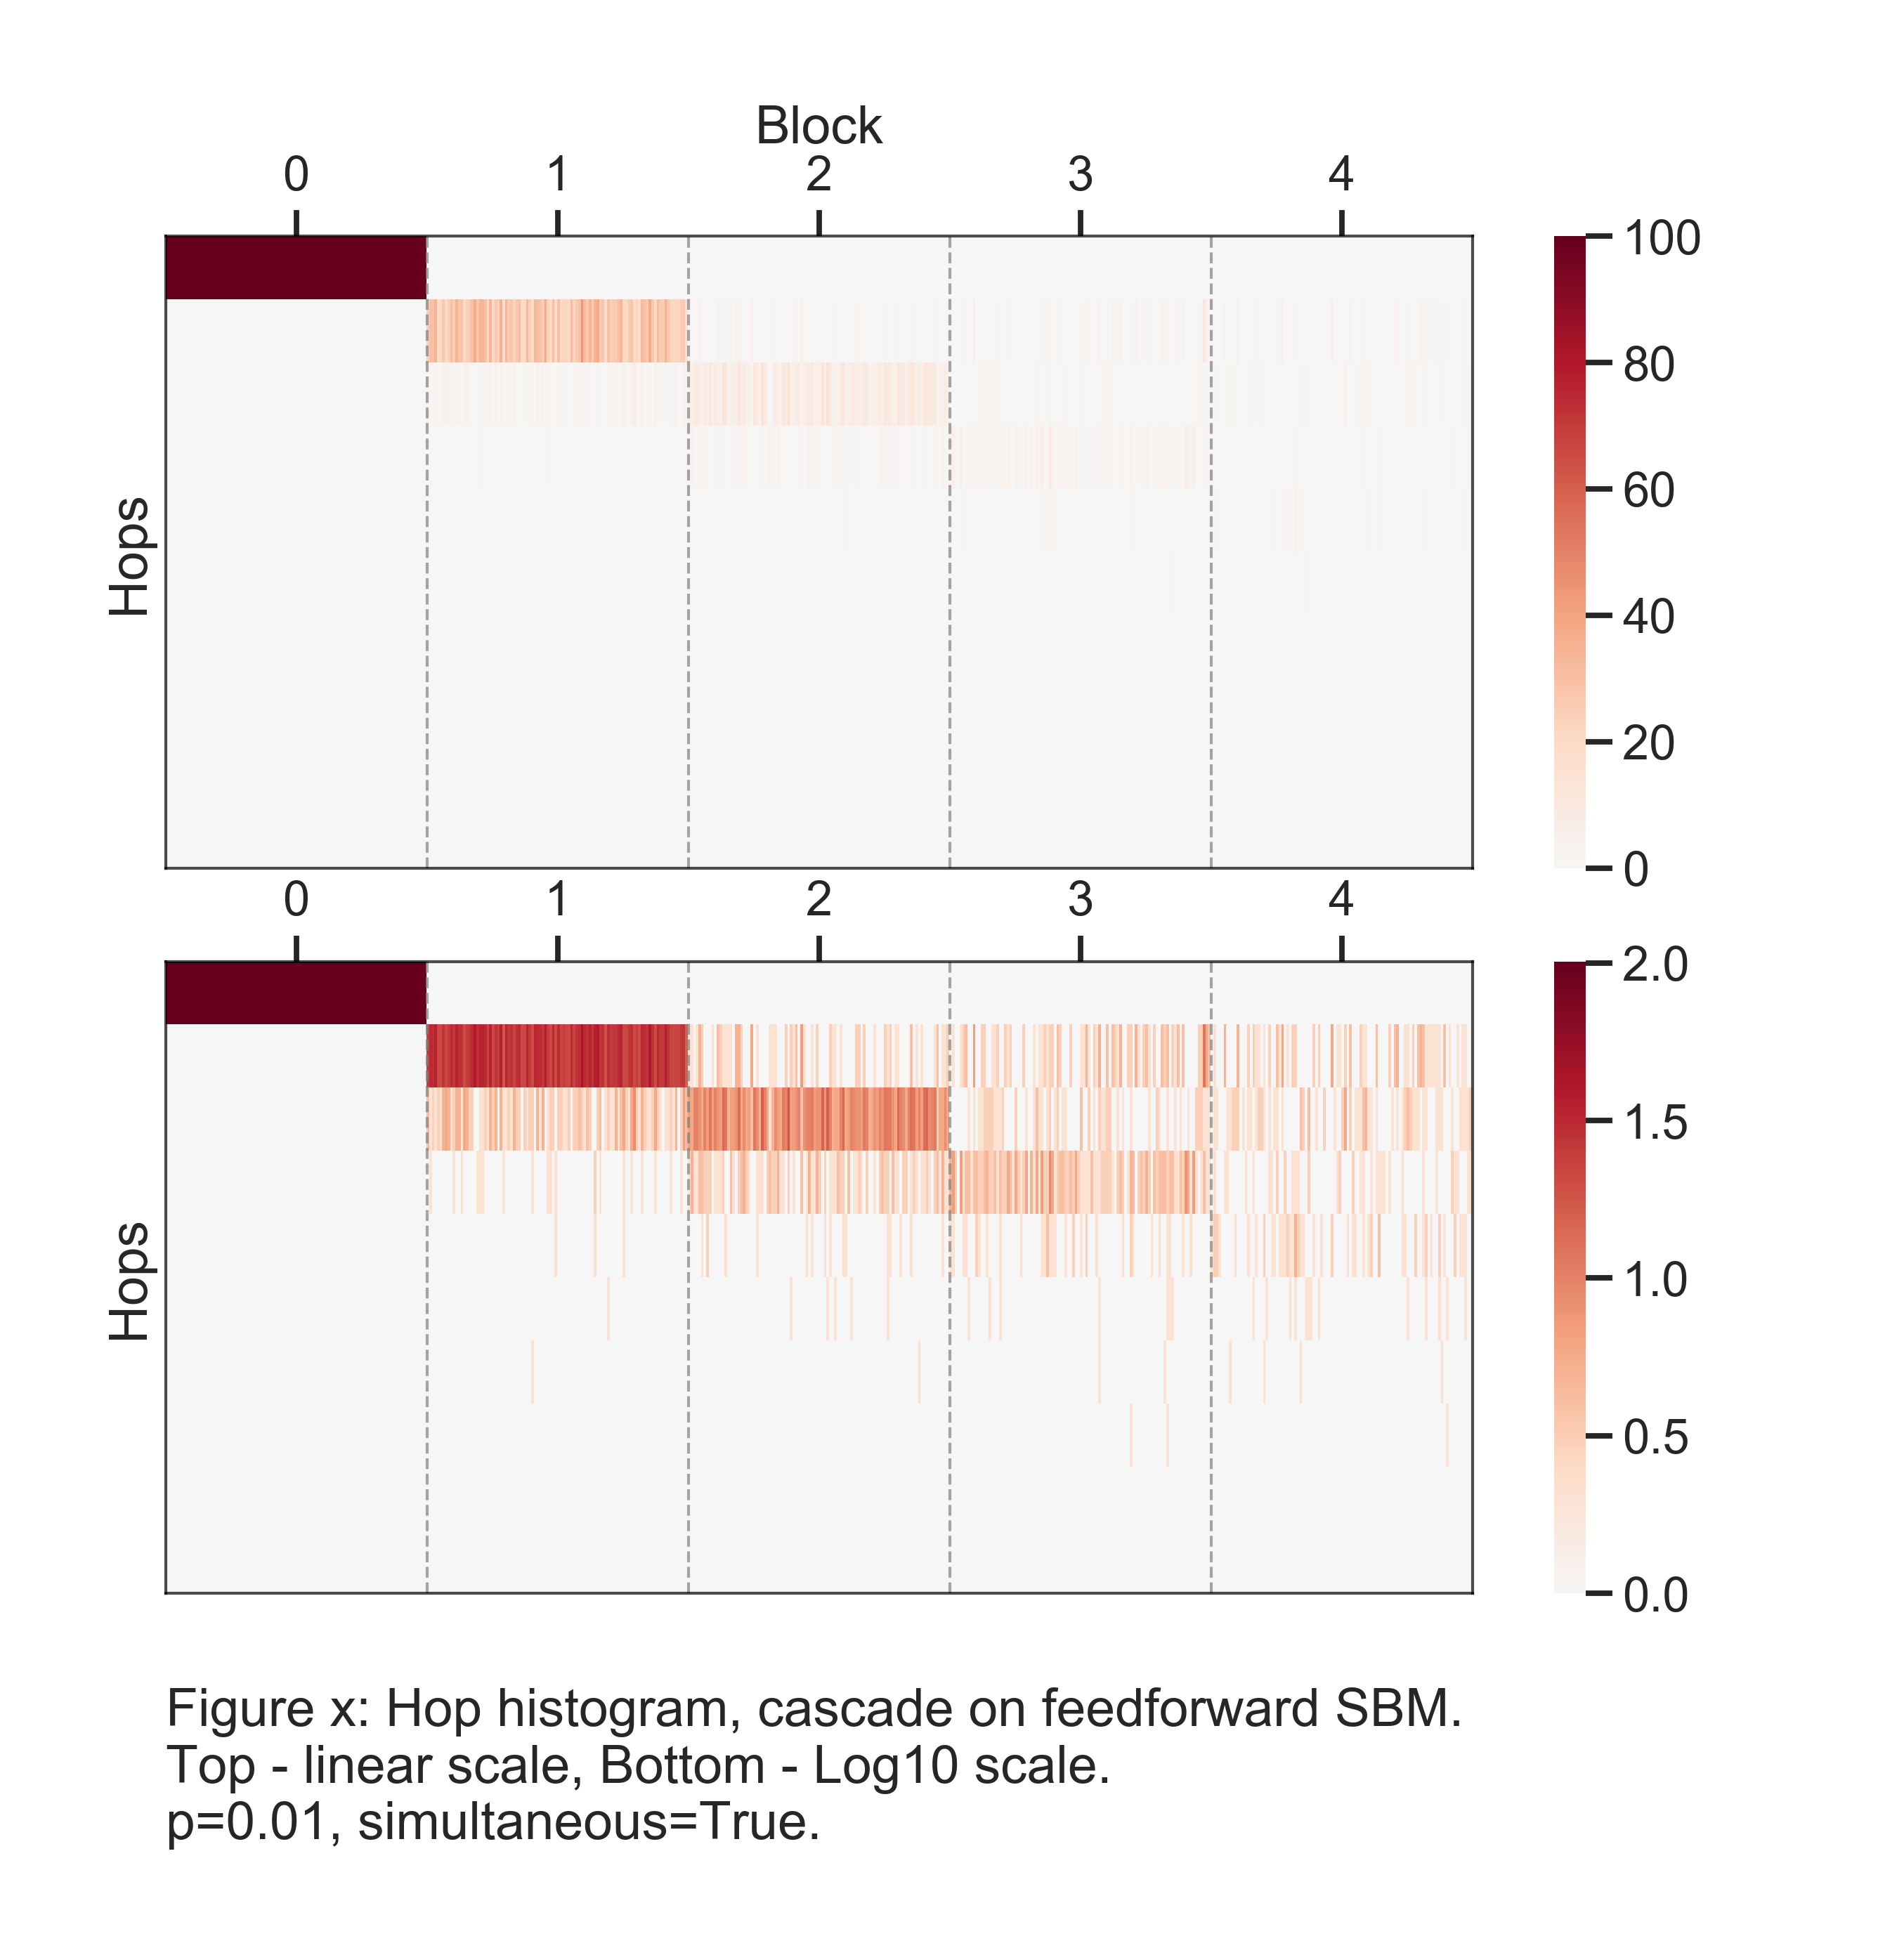 Block
0 1 2 3 4
Hops
100
80
60
40
20
0
0 1 2 3 4
Hops
2.0
1.5
1.0
0.5
0.0
Figure x: Hop histogram, cascade on feedforward SBM.
Top - linear scale, Bottom - Log10 scale.
p=0.01, simultaneous=True.